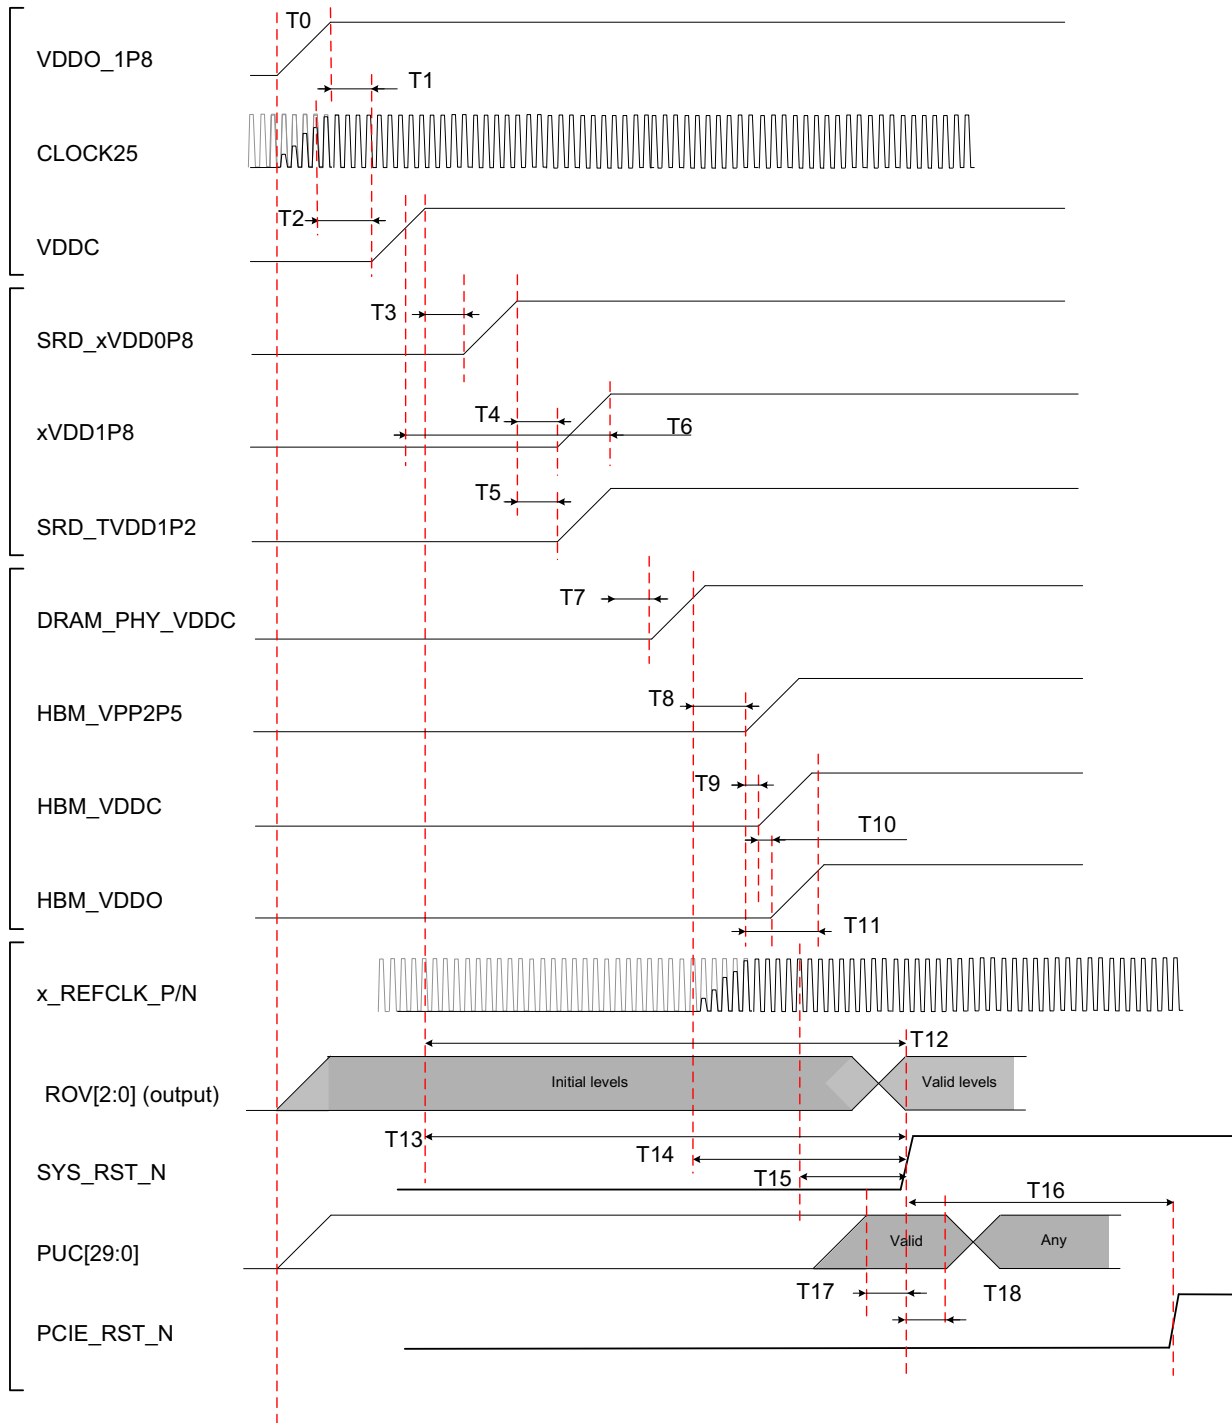 T0
VDDO_1P8
T1
CLOCK25
T2
VDDC
T3
SRD_xVDD0P8
T4
xVDD1P8
T6
T5
SRD_TVDD1P2
T7
DRAM_PHY_VDDC
T8
HBM_VPP2P5
T9
HBM_VDDC
T10
HBM_VDDO
T11
x_REFCLK_P/N
T12
ROV[2:0] (output)
Initial levels
Valid levels
T13
T14
SYS_RST_N
T15
T16
PUC[29:0]
Valid
Any
T17
T18
PCIE_RST_N